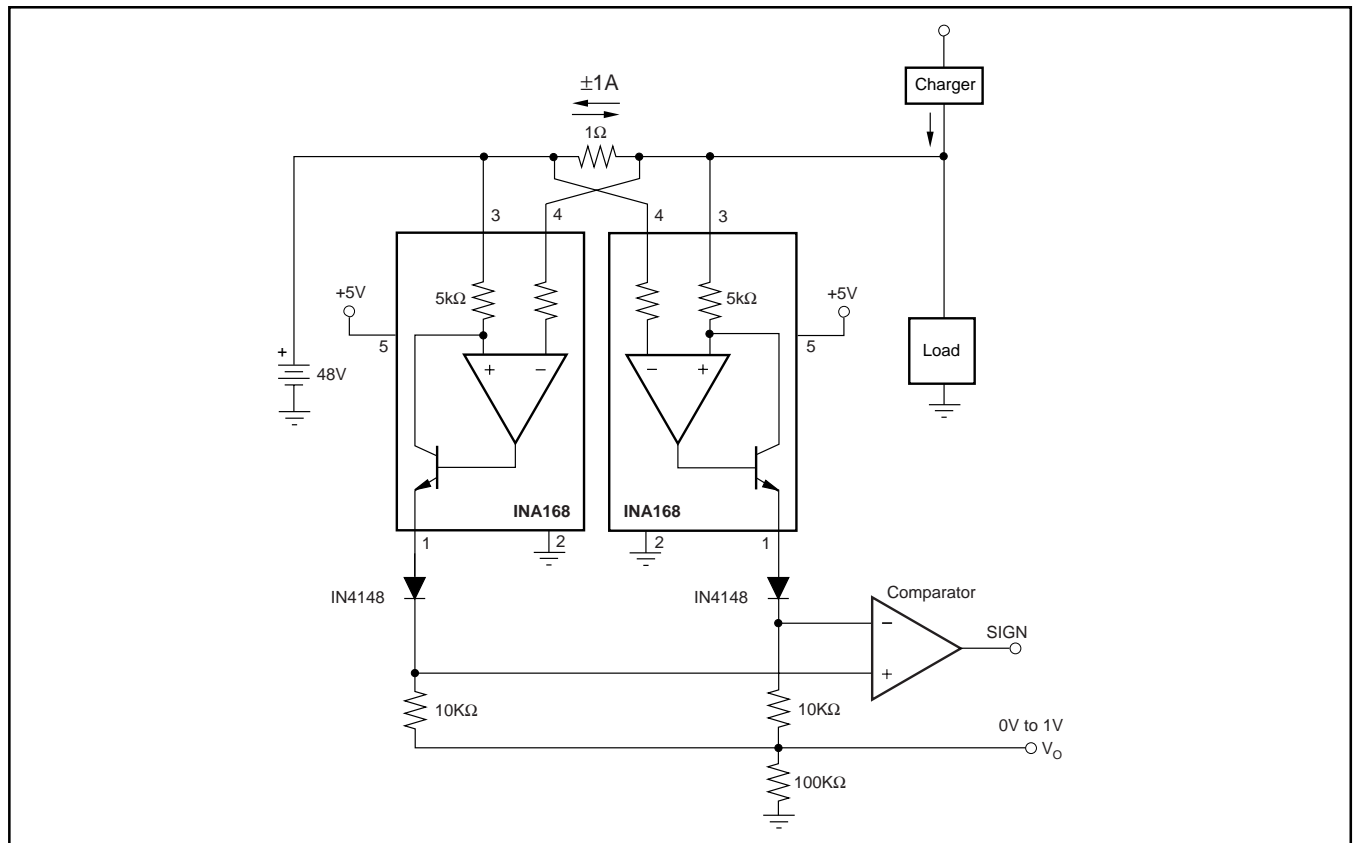 Charger
±1A
1Ω
3
4
4
3
+5V
5kΩ
5kΩ
+5V
5
5
Load
+
48V
+ –
– +
INA168
INA168
1
2
2
1
IN4148
IN4148
Comparator
–
SIGN
+
10KΩ
10KΩ
0V to 1V
VO
100KΩ